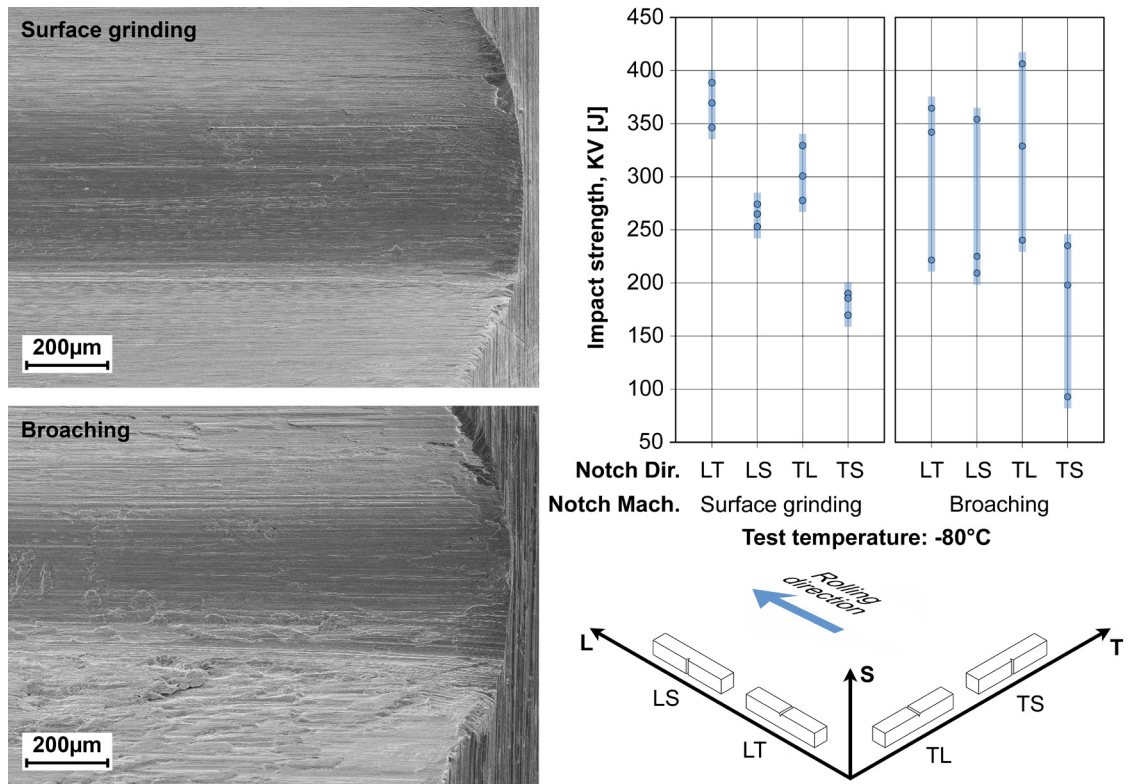 Surface grinding
200µm
Broaching
200µm
Impact strength, KV [J]
450
400
350
300
250
200
150
100
50
Notch Dir. LT LS TL TS LT LS TL TS
Notch Mach. Surface grinding Broaching
Test temperature: -80°C
Rolling
direction
L
T
S
LS
TS
LT
TL